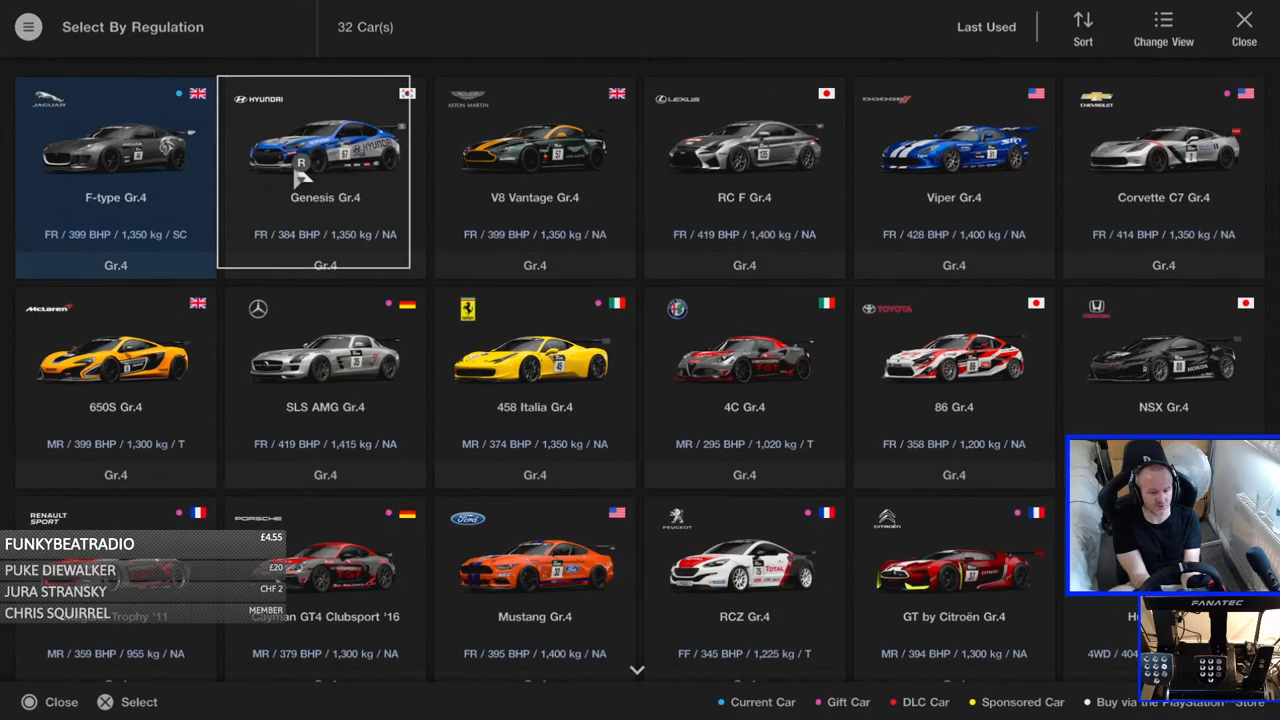 Select By Regulation
32 Car(s)
Last Used
Sort
Change View
Close
JAGUAR
HYUNDAI
ASTON MARTIN
LEXUS
DODGE
CHEVROLET
R
F-type Gr.4
Genesis Gr.4
V8 Vantage Gr.4
RC F Gr.4
Viper Gr.4
Corvette C7 Gr.4
FR / 399 BHP / 1,350 kg / SC
FR / 384 BHP / 1,350 kg / NA
FR / 399 BHP / 1,350 kg / NA
FR / 419 BHP / 1,400 kg / NA
FR / 428 BHP / 1,400 kg / NA
FR / 414 BHP / 1,350 kg / NA
Gr.4
Gr.4
Gr.4
Gr.4
Gr.4
Gr.4
McLaren
TOYOTA
HONDA
650S Gr.4
SLS AMG Gr.4
458 Italia Gr.4
4C Gr.4
86 Gr.4
NSX Gr.4
MR / 399 BHP / 1,300 kg / T
FR / 419 BHP / 1,415 kg / NA
MR / 374 BHP / 1,350 kg / NA
MR / 295 BHP / 1,020 kg / T
FR / 358 BHP / 1,200 kg / NA
Gr.4
Gr.4
Gr.4
Gr.4
Gr.4
RENAULT SPORT
PORSCHE
Ford
PEUGEOT
CITROËN
FUNKYBEATRADIO £4.55
PUKE DIEWALKER £20
JURA STRANSKY CHF 2
CHRIS SQUIRREL MEMBER
Trophy '11
Cayman GT4 Clubsport '16
Mustang Gr.4
RCZ Gr.4
GT by Citroën Gr.4
MR / 359 BHP / 955 kg / NA
MR / 379 BHP / 1,300 kg / NA
FR / 395 BHP / 1,400 kg / NA
FF / 345 BHP / 1,225 kg / T
MR / 394 BHP / 1,300 kg / NA
4WD / 404
FANATEC
Close
Select
Current Car
Gift Car
DLC Car
Sponsored Car
Buy via the PlayStation Store